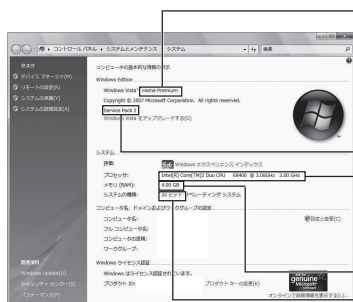 コントロール パネル ▸ システムとメンテナンス ▸ システム
検索
タスク
デバイス マネージャ(M)
リモートの設定(R)
システムの保護(Y)
システムの詳細設定(A)
コンピュータの基本的な情報の表示
Windows Edition
Windows Vista™ Home Premium
Copyright © 2007 Microsoft Corporation. All rights reserved.
Service Pack 2
Windows Vista をアップグレードする(G)
システム
評価: 5.6 Windows エクスペリエンス インデックス
プロセッサ: Intel(R) Core(TM)2 Duo CPU E8400 @ 3.00GHz 3.00 GHz
メモリ (RAM): 4.00 GB
システムの種類: 32 ビット オペレーティング システム
コンピュータ名、ドメインおよびワークグループの設定
コンピュータ名:
設定と変更(C)
フル コンピュータ名:
コンピュータの説明:
ワークグループ:
Windows ライセンス認証
Windows はライセンス認証されています。
プロダクト ID:
プロダクト キーの変更(K)
genuine
Microsoft
software
オンラインで詳細情報を表示する(L)...
関連項目
Windows Update(U)
セキュリティ センター(S)
パフォーマンス(P)